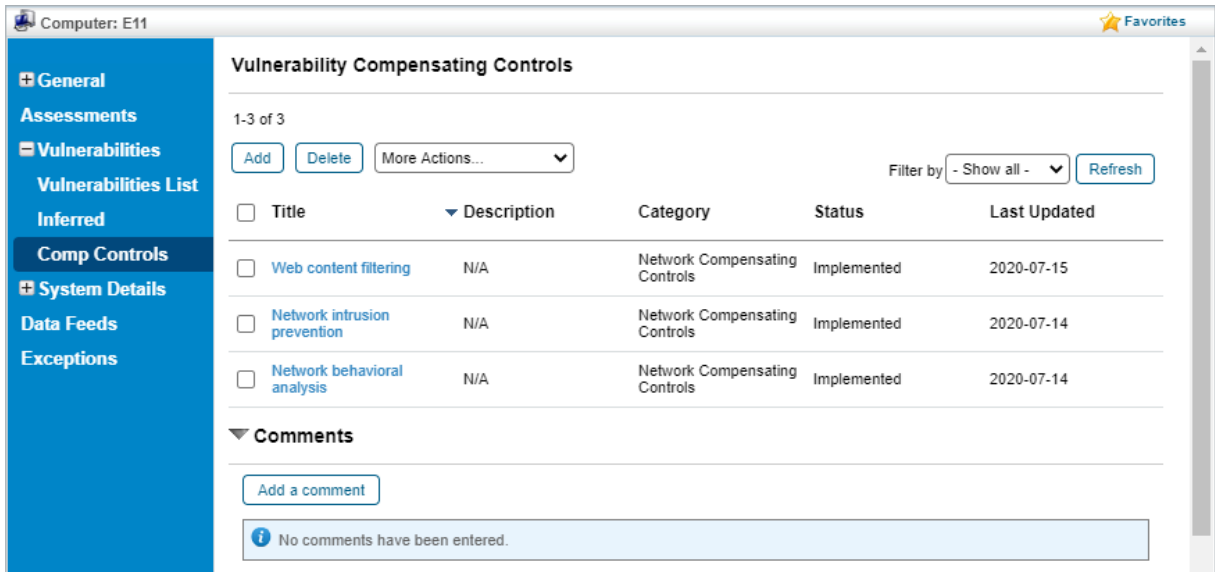 Computer: E11
Favorites
General
Assessments
Vulnerabilities
Vulnerabilities List
Inferred
Comp Controls
System Details
Data Feeds
Exceptions
Vulnerability Compensating Controls
1-3 of 3
Add Delete More Actions...
Filter by - Show all - Refresh
Title Description Category Status Last Updated
Web content filtering N/A Network Compensating Controls Implemented 2020-07-15
Network intrusion prevention N/A Network Compensating Controls Implemented 2020-07-14
Network behavioral analysis N/A Network Compensating Controls Implemented 2020-07-14
Comments
Add a comment
No comments have been entered.